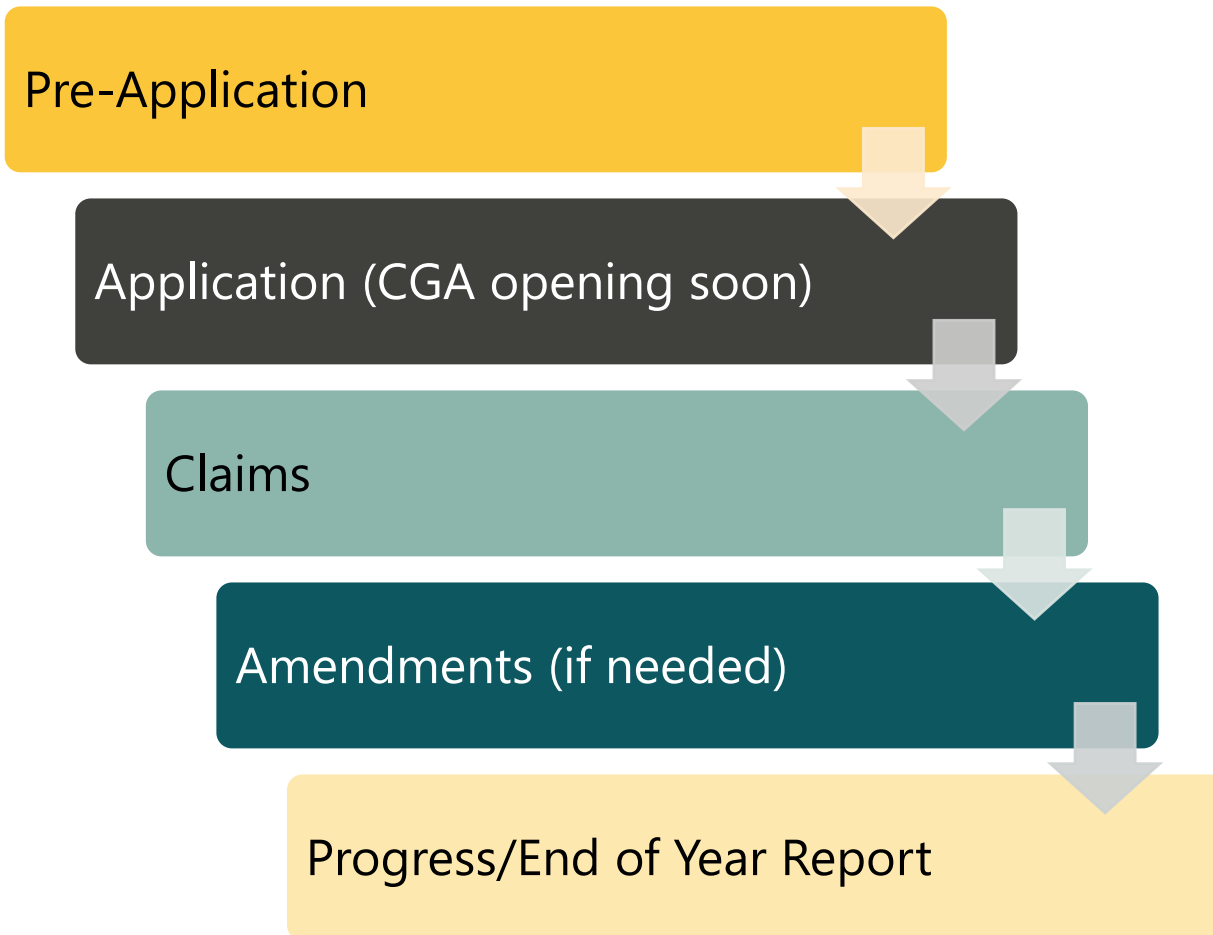 Pre-Application
Application (CGA opening soon)
Claims
Amendments (if needed)
Progress/End of Year Report